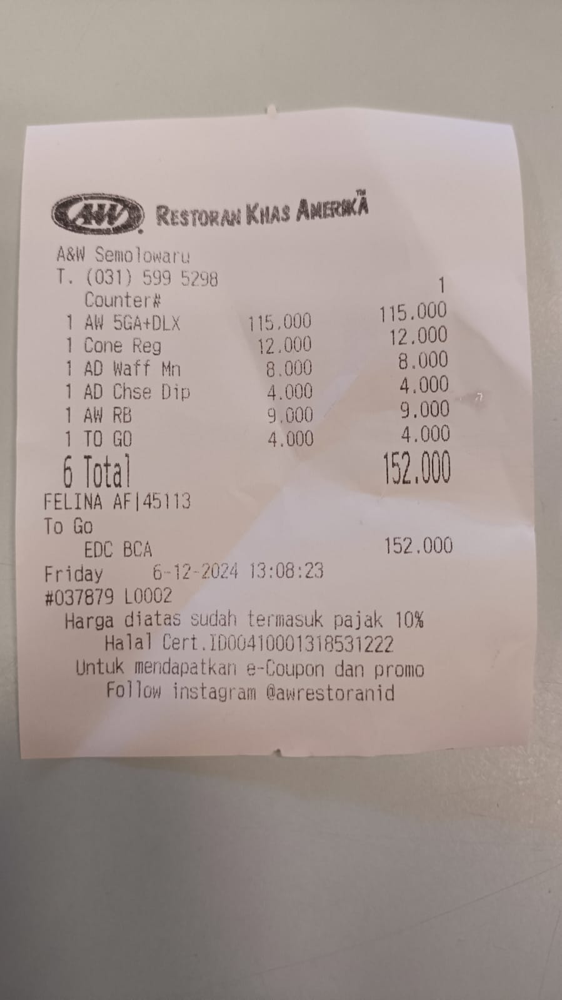 A&W RESTORAN KHAS AMERIKA™
A&W Semolowaru
T. (031) 599 5298
Counter# 1
1 AW 5GA+DLX 115.000 115.000
1 Cone Reg 12.000 12.000
1 AD Waff Mn 8.000 8.000
1 AD Chse Dip 4.000 4.000
1 AW RB 9.000 9.000
1 TO GO 4.000 4.000
6 Total 152.000
FELINA AF|45113
To Go
EDC BCA 152.000
Friday 6-12-2024 13:08:23
#037879 L0002
Harga diatas sudah termasuk pajak 10%
Halal Cert.ID00410001318531222
Untuk mendapatkan e-Coupon dan promo
Follow instagram @awrestoranid